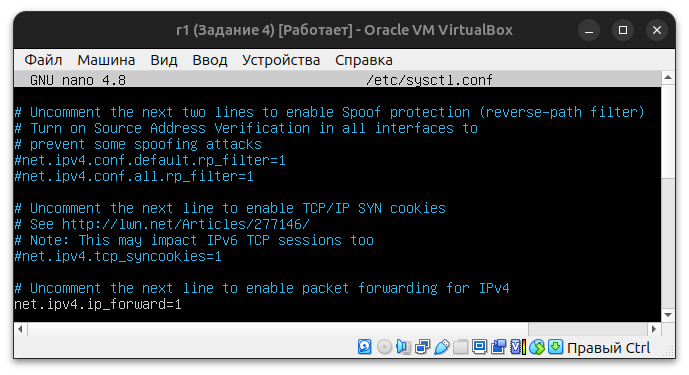 r1 (Задание 4) [Работает] - Oracle VM VirtualBox
Файл Машина Вид Ввод Устройства Справка
GNU nano 4.8 /etc/sysctl.conf
# Uncomment the next two lines to enable Spoof protection (reverse-path filter)
# Turn on Source Address Verification in all interfaces to
# prevent some spoofing attacks
#net.ipv4.conf.default.rp_filter=1
#net.ipv4.conf.all.rp_filter=1
# Uncomment the next line to enable TCP/IP SYN cookies
# See http://lwn.net/Articles/277146/
# Note: This may impact IPv6 TCP sessions too
#net.ipv4.tcp_syncookies=1
# Uncomment the next line to enable packet forwarding for IPv4
net.ipv4.ip_forward=1
Правый Ctrl